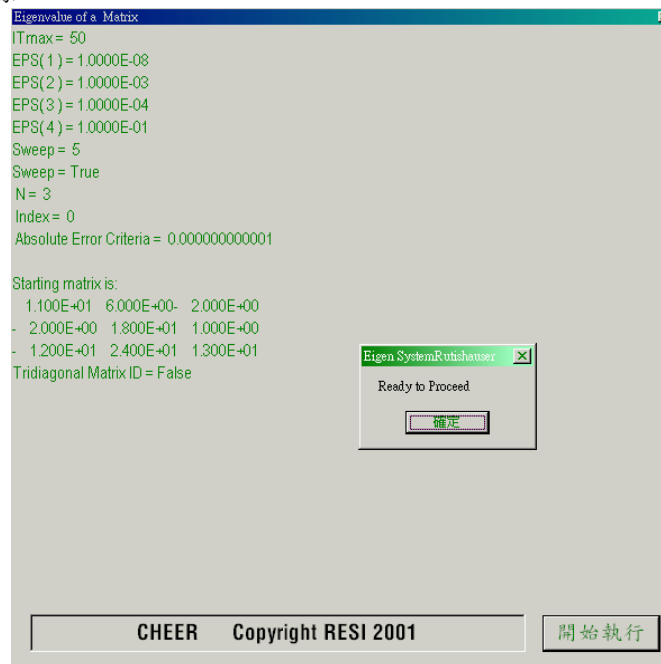 Eigenvalue of a Matrix
ITmax = 50
EPS( 1 ) = 1.0000E-08
EPS( 2 ) = 1.0000E-03
EPS( 3 ) = 1.0000E-04
EPS( 4 ) = 1.0000E-01
Sweep = 5
Sweep = True
N = 3
Index = 0
Absolute Error Criteria = 0.000000000001
Starting matrix is:
1.100E+01 6.000E+00- 2.000E+00
- 2.000E+00 1.800E+01 1.000E+00
- 1.200E+01 2.400E+01 1.300E+01
Tridiagonal Matrix ID = False
Eigen SystemRutishauser
Ready to Proceed
確定
CHEER Copyright RESI 2001
開始執行